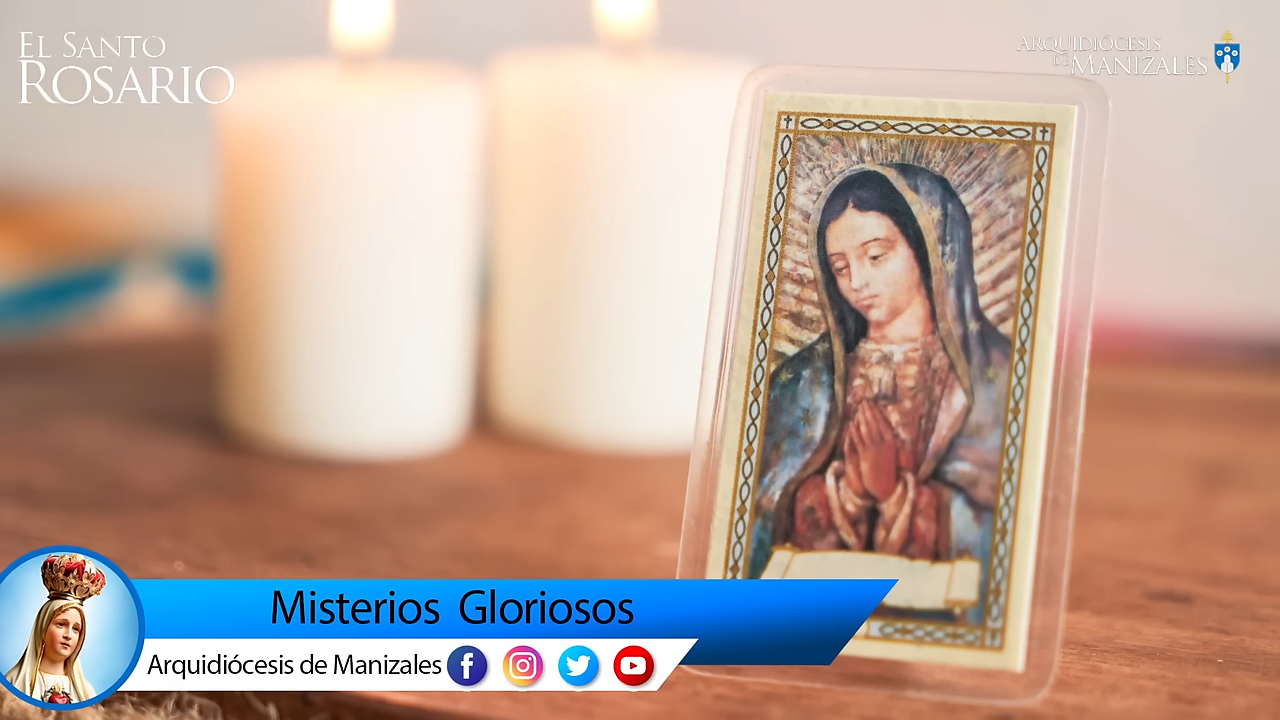 EL SANTO
ROSARIO
ARQUIDIÓCESIS
DE MANIZALES
Misterios Gloriosos
Arquidiócesis de Manizales